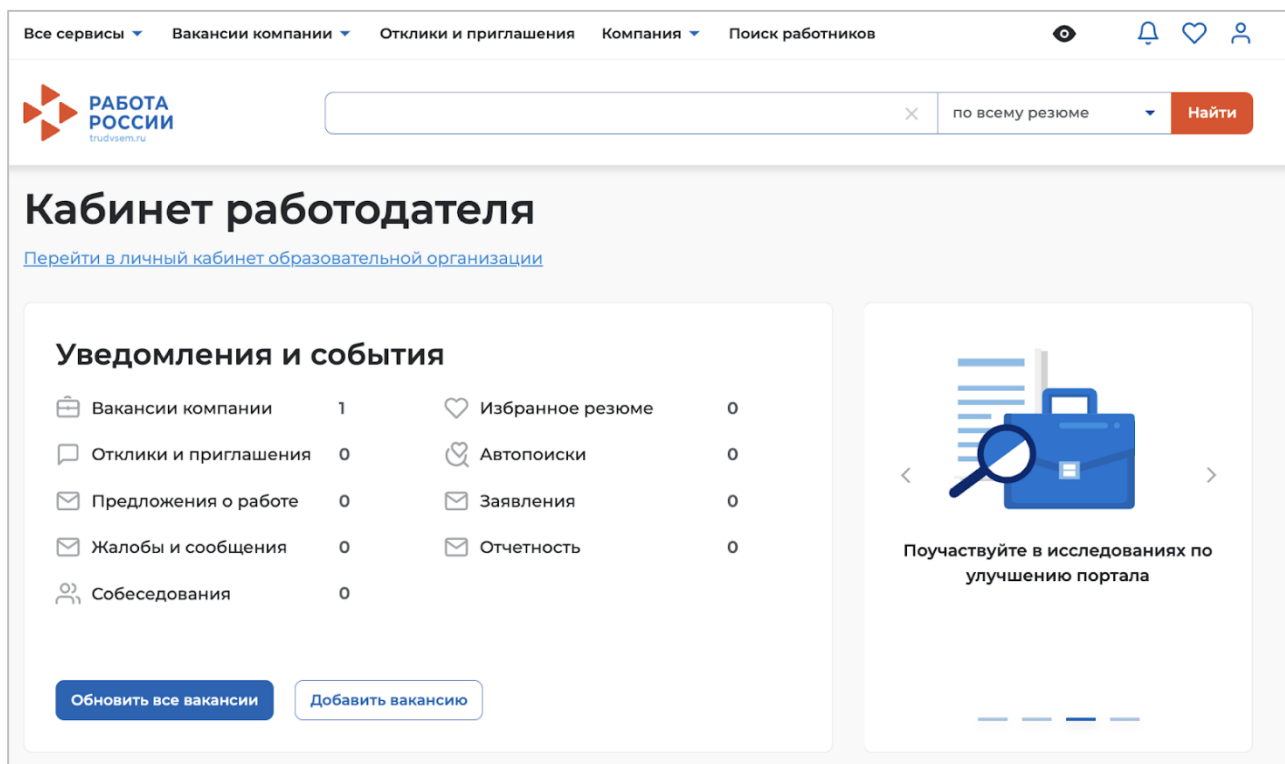 Все сервисы Вакансии компании Отклики и приглашения Компания Поиск работников
РАБОТА
РОССИИ
trudvsem.ru
по всему резюме Найти
Кабинет работодателя
Перейти в личный кабинет образовательной организации
Уведомления и события
Вакансии компании 1 Избранное резюме 0
Отклики и приглашения 0 Автопоиски 0
Предложения о работе 0 Заявления 0
Жалобы и сообщения 0 Отчетность 0
Собеседования 0
Обновить все вакансии Добавить вакансию
Поучаствуйте в исследованиях по
улучшению портала